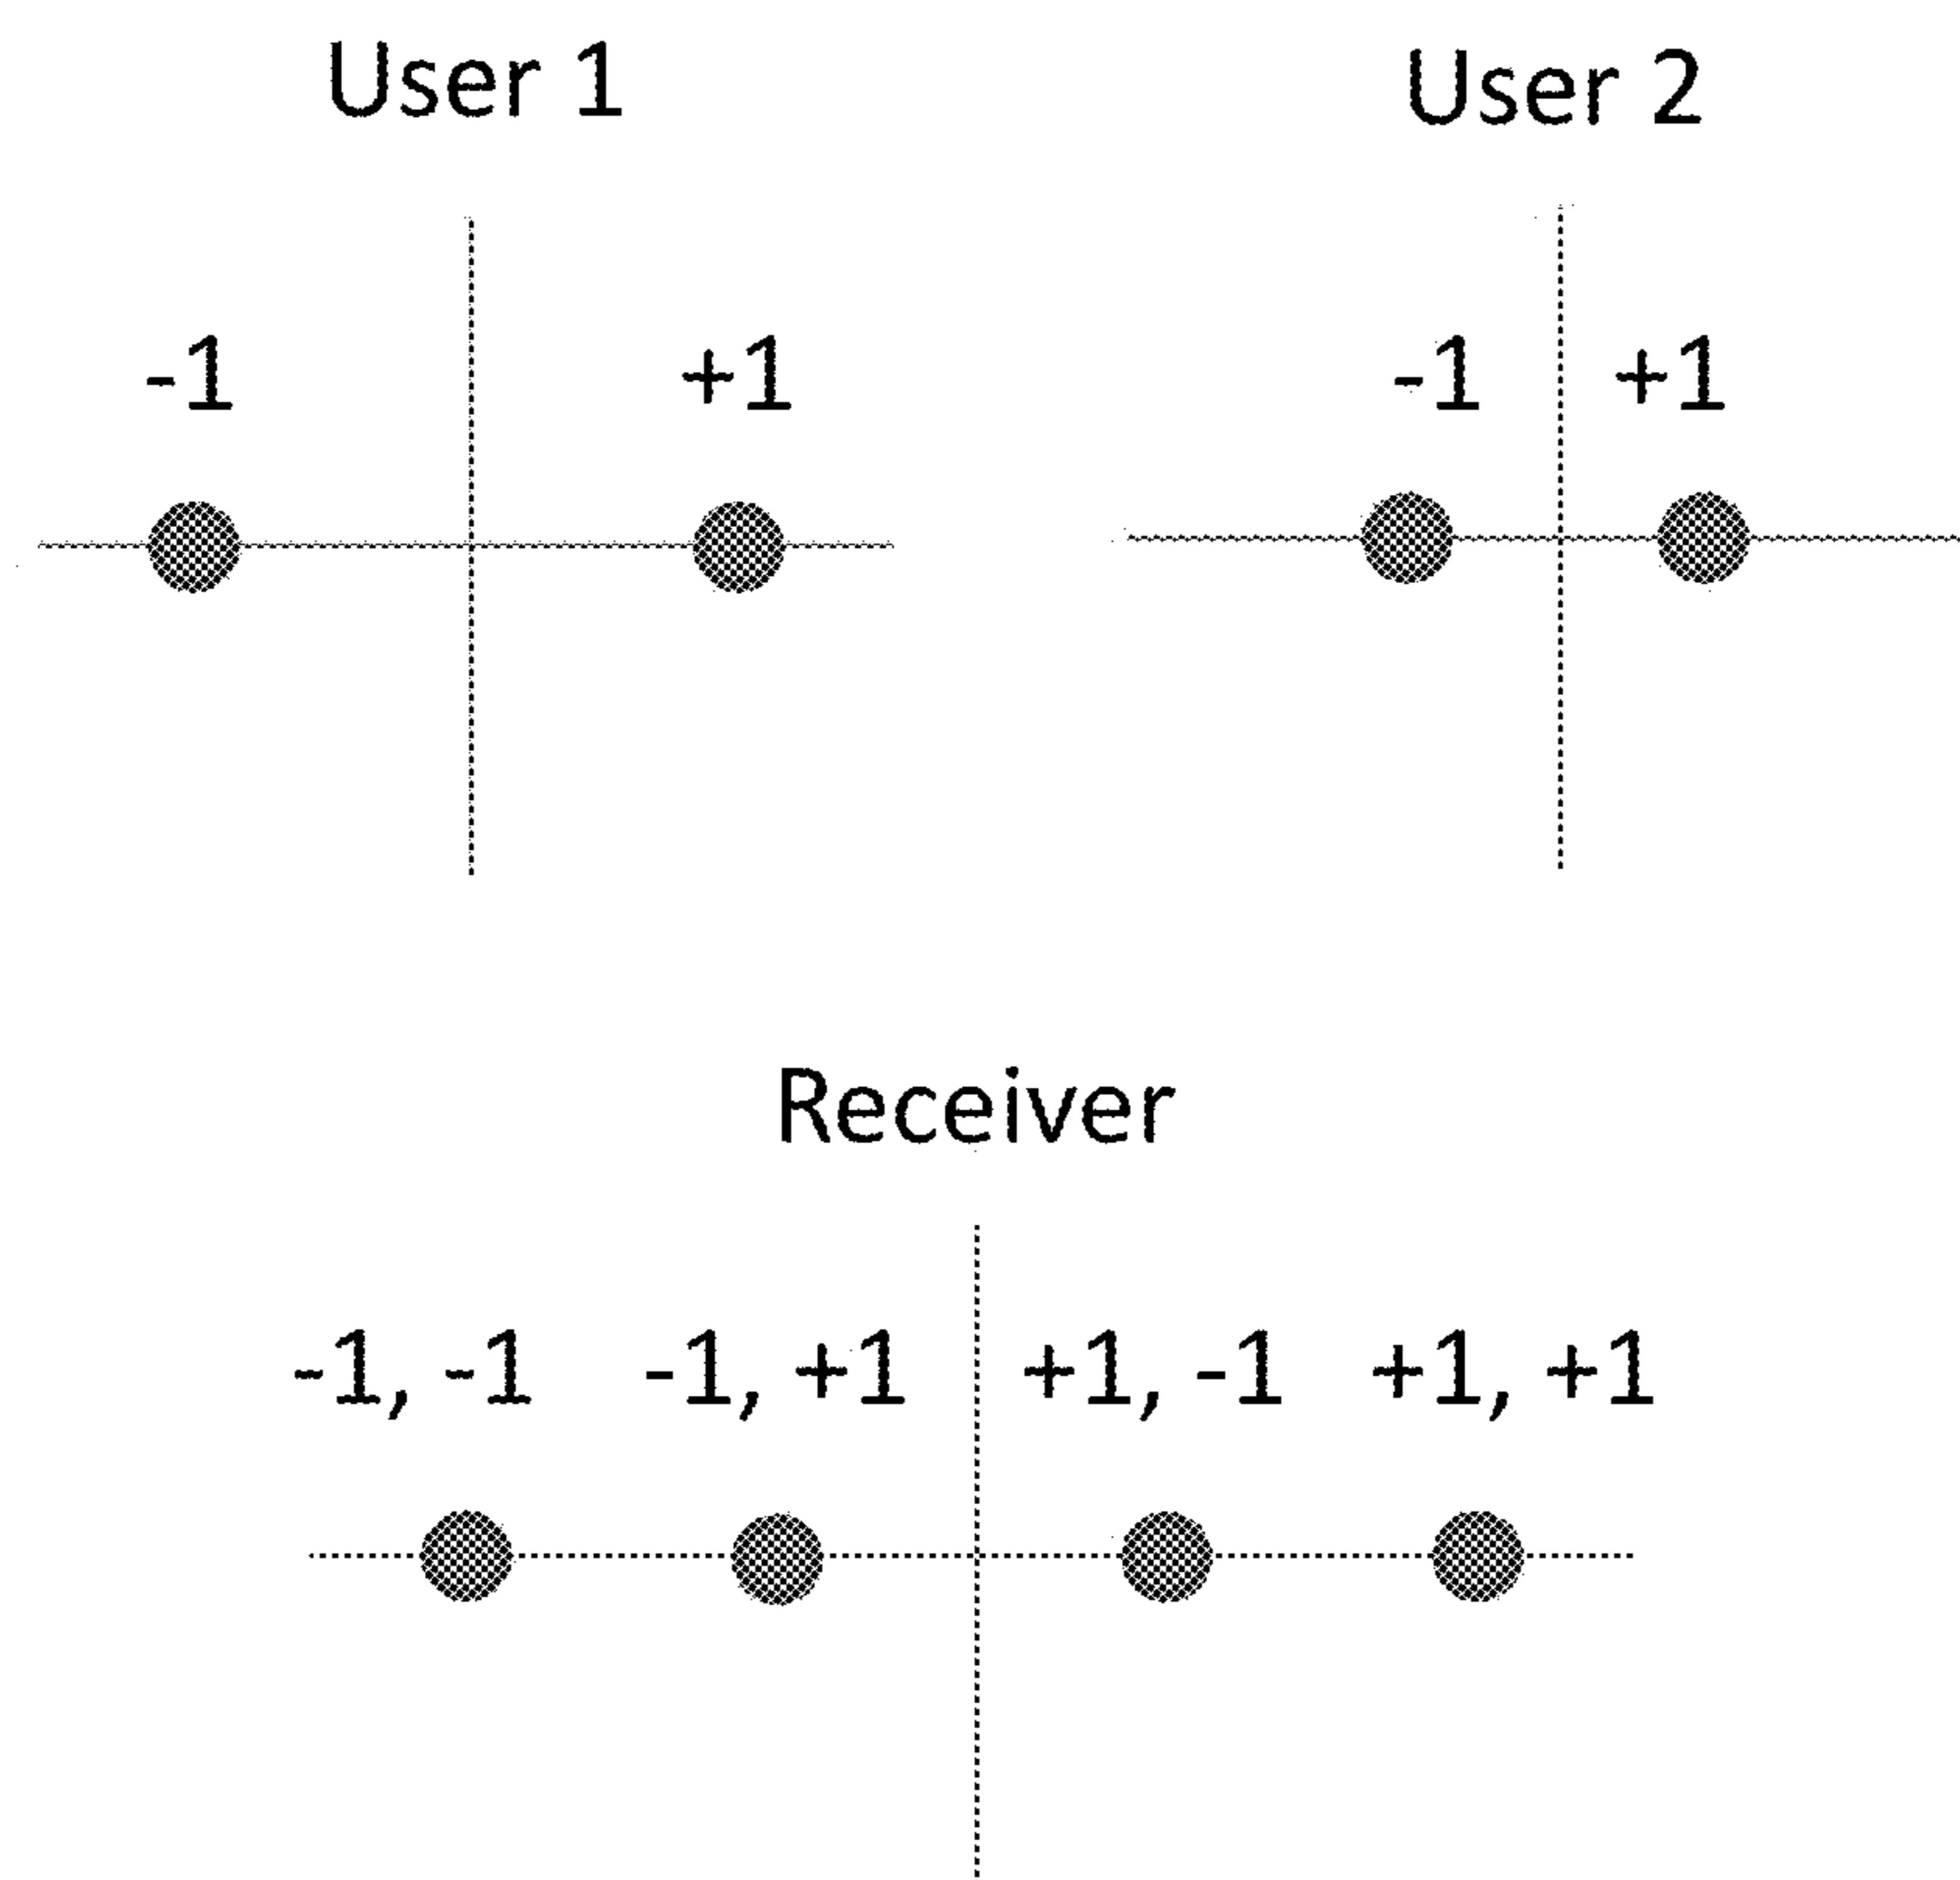 User 1
User 2
-1 +1
-1 +1
Receiver
-1, -1 -1, +1 +1, -1 +1, +1